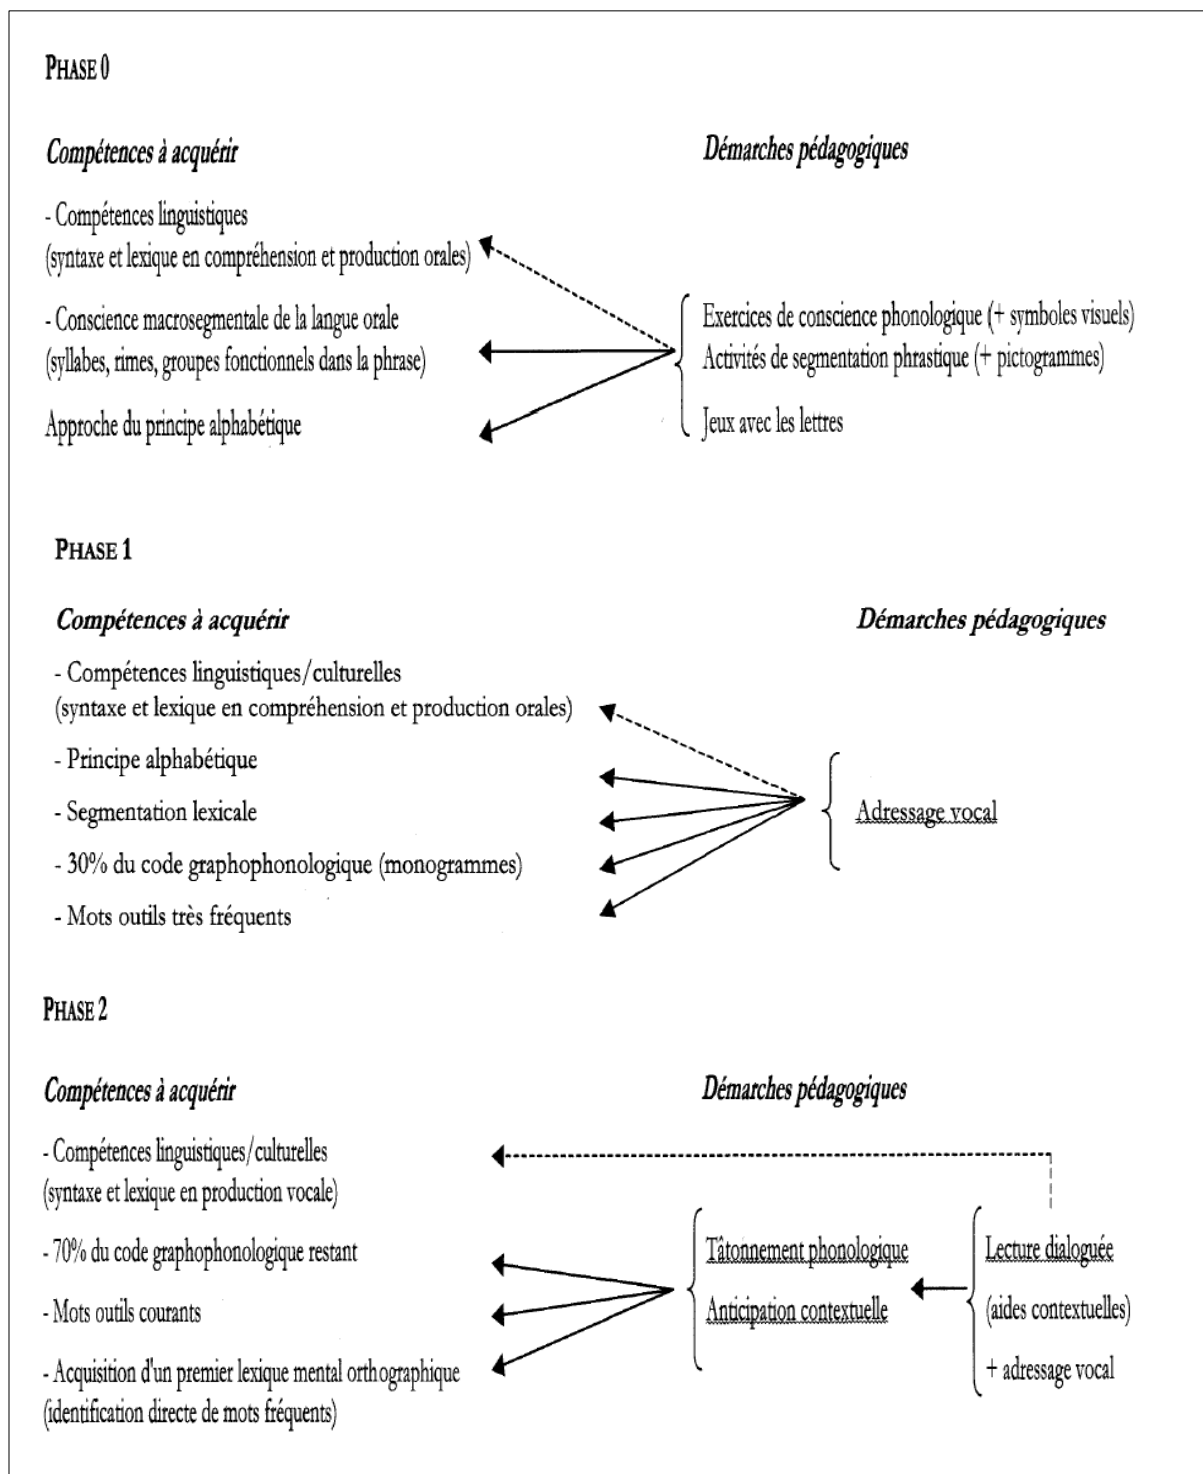 PHASE 0
Compétences à acquérir
Démarches pédagogiques
- Compétences linguistiques
(syntaxe et lexique en compréhension et production orales)
- Conscience macrosegmentale de la langue orale
(syllabes, rimes, groupes fonctionnels dans la phrase)
Approche du principe alphabétique
Exercices de conscience phonologique (+ symboles visuels)
Activités de segmentation phrastique (+ pictogrammes)
Jeux avec les lettres
PHASE 1
Compétences à acquérir
Démarches pédagogiques
- Compétences linguistiques/culturelles
(syntaxe et lexique en compréhension et production orales)
- Principe alphabétique
- Segmentation lexicale
- 30% du code graphophonologique (monogrammes)
- Mots outils très fréquents
Adressage vocal
PHASE 2
Compétences à acquérir
Démarches pédagogiques
- Compétences linguistiques/culturelles
(syntaxe et lexique en production vocale)
- 70% du code graphophonologique restant
- Mots outils courants
- Acquisition d'un premier lexique mental orthographique
(identification directe de mots fréquents)
Tâtonnement phonologique
Anticipation contextuelle
Lecture dialoguée
(aides contextuelles)
+ adressage vocal